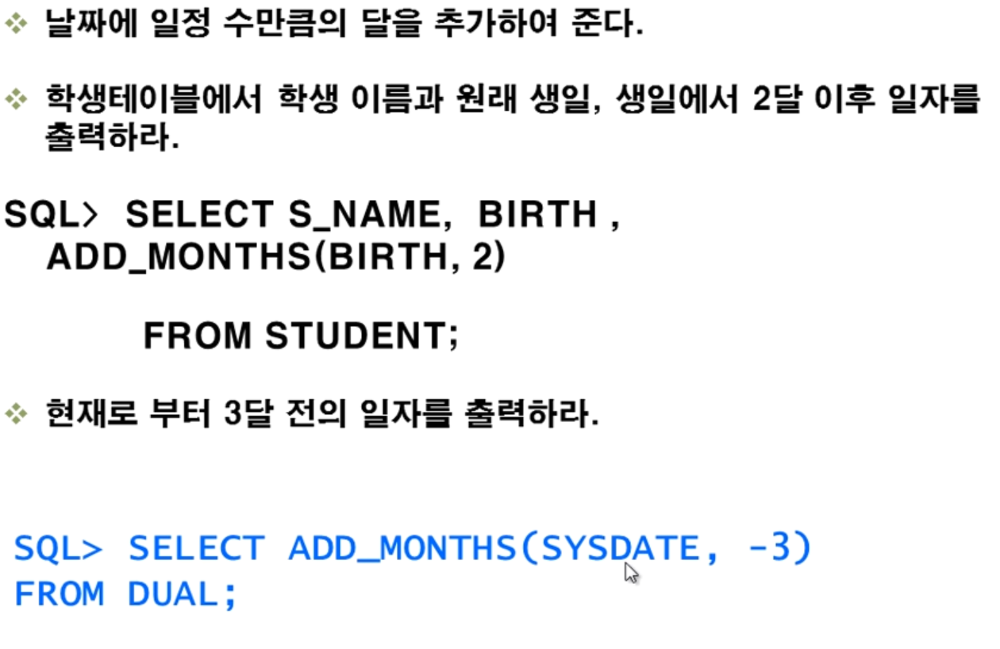 ❖ 날짜에 일정 수만큼의 달을 추가하여 준다.
❖ 학생테이블에서 학생 이름과 원래 생일, 생일에서 2달 이후 일자를
출력하라.
SQL> SELECT S_NAME, BIRTH ,
ADD_MONTHS(BIRTH, 2)
FROM STUDENT;
❖ 현재로 부터 3달 전의 일자를 출력하라.
SQL> SELECT ADD_MONTHS(SYSDATE, -3)
FROM DUAL;